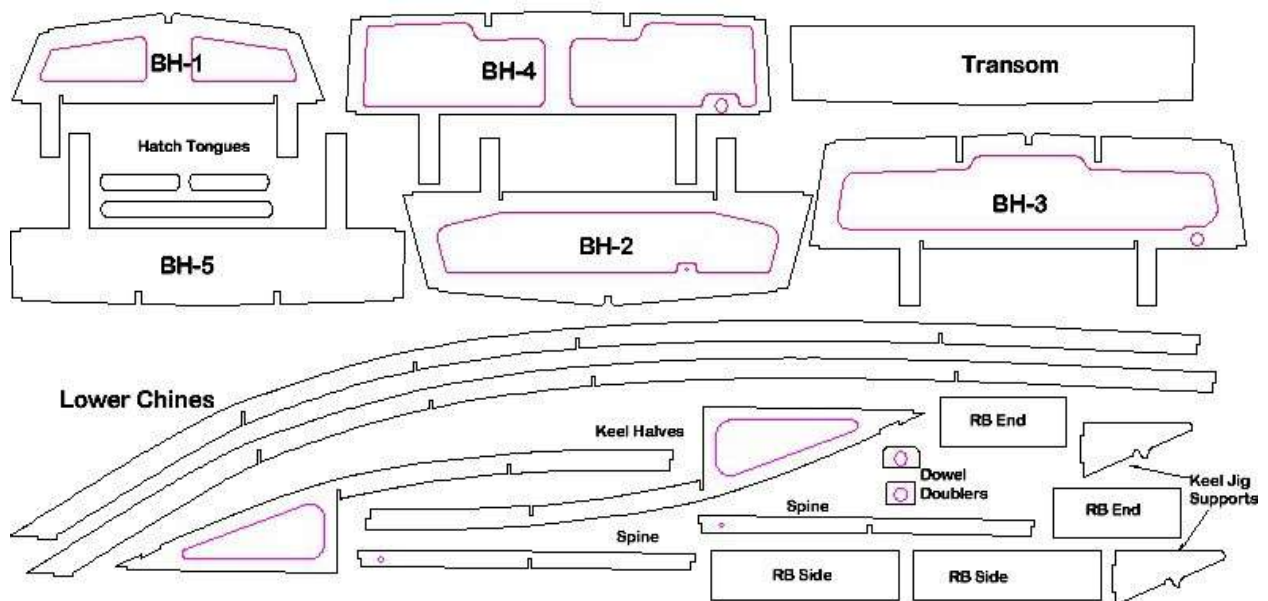 BH-1
BH-4
Transom
Hatch Tongues
BH-3
BH-2
BH-5
Lower Chines
Keel Halves
RB End
Dowel
Doublers
Keel Jig
Supports
Spine
RB End
Spine
RB Side
RB Side